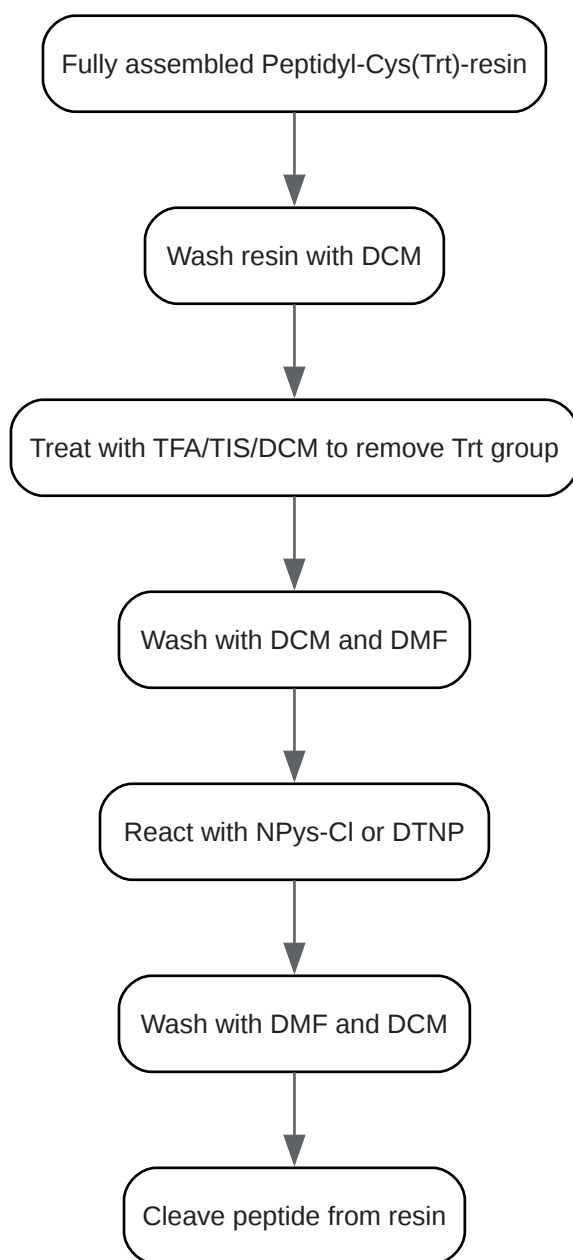 Fully assembled Peptidyl-Cys(Trt)-resin
Wash resin with DCM
Treat with TFA/TIS/DCM to remove Trt group
Wash with DCM and DMF
React with NPys-Cl or DTNP
Wash with DMF and DCM
Cleave peptide from resin